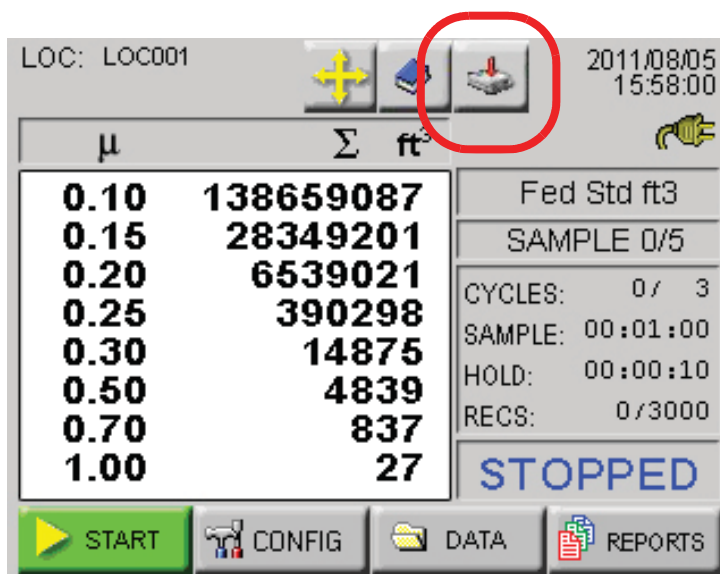 LOC: LOC001
2011/08/05
15:58:00
µ Σ ft³
0.10 138659087
0.15 28349201
0.20 6539021
0.25 390298
0.30 14875
0.50 4839
0.70 837
1.00 27
Fed Std ft3
SAMPLE 0/5
CYCLES: 0/ 3
SAMPLE: 00:01:00
HOLD: 00:00:10
RECS: 0/3000
STOPPED
START CONFIG DATA REPORTS